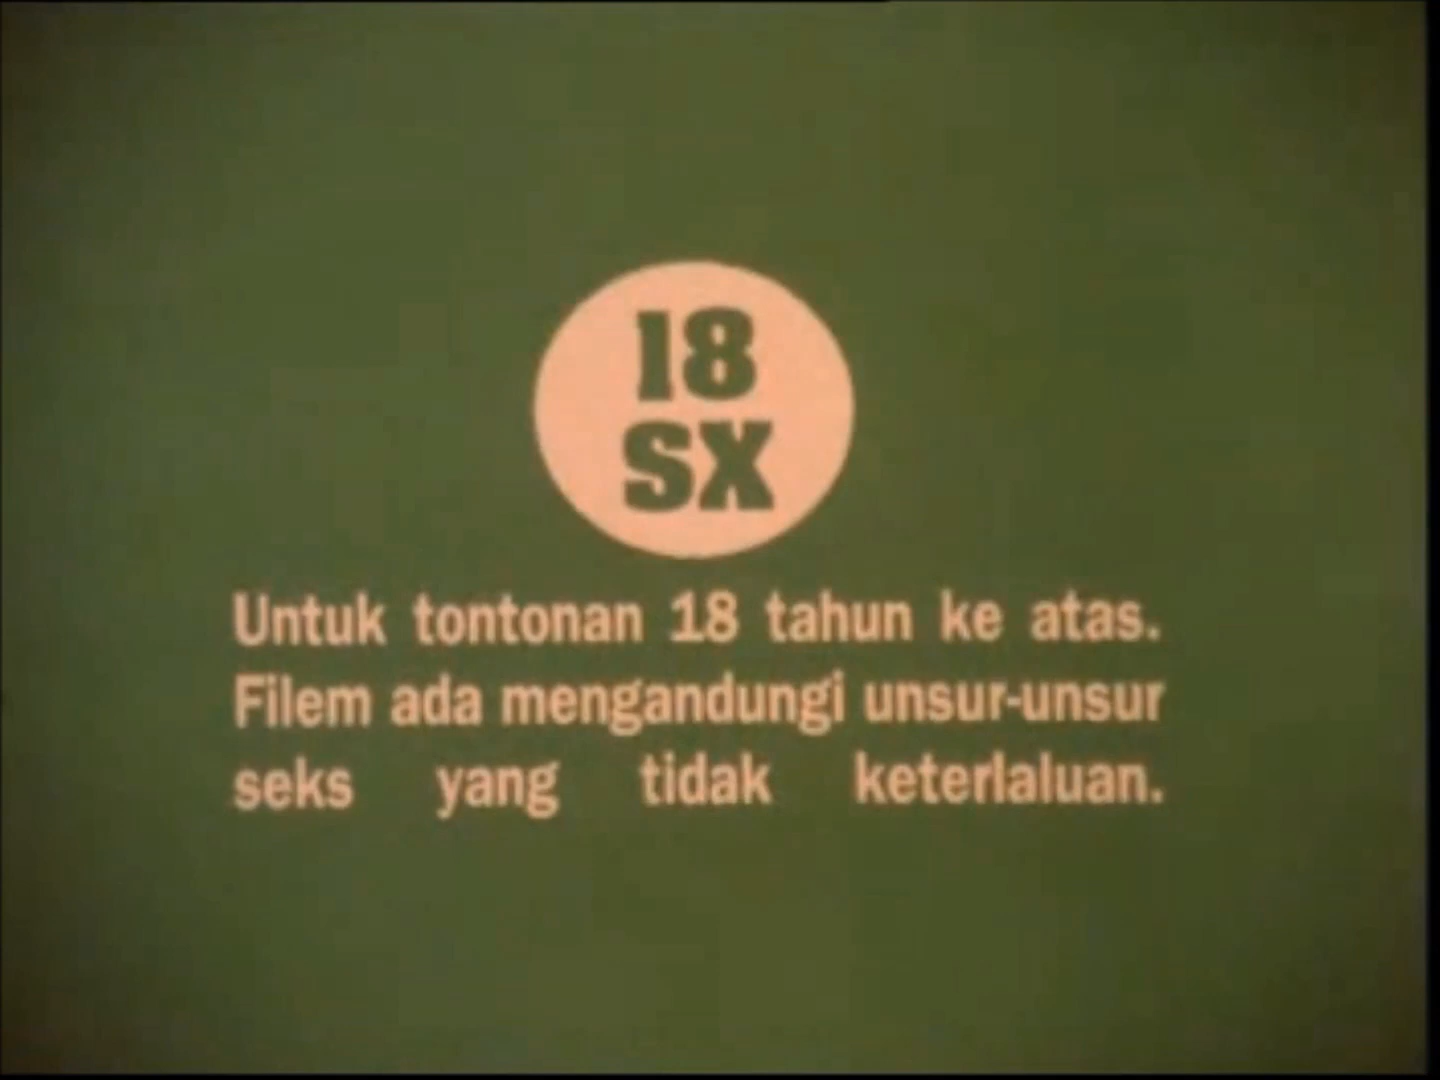 18
SX
Untuk tontonan 18 tahun ke atas.
Filem ada mengandungi unsur-unsur
seks yang tidak keterlaluan.